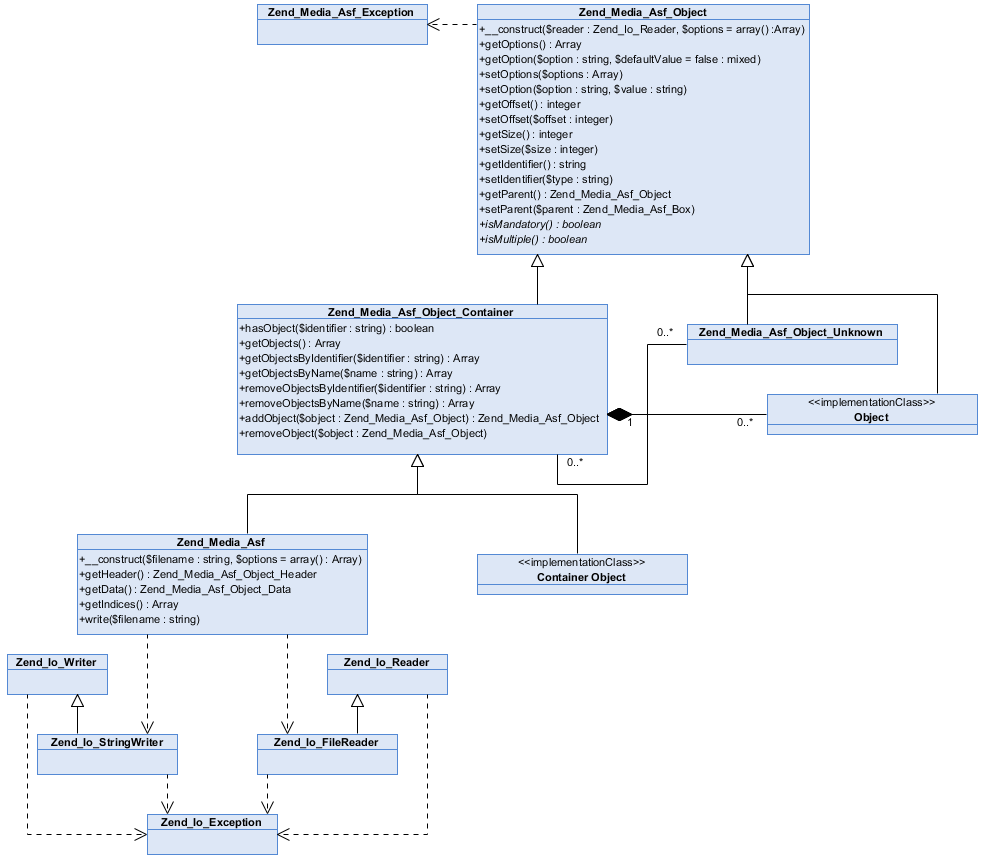 Zend_Media_Asf_Exception
Zend_Media_Asf_Object
+__construct($reader : Zend_Io_Reader, $options = array() :Array)
+getOptions() : Array
+getOption($option : string, $defaultValue = false : mixed)
+setOptions($options : Array)
+setOption($option : string, $value : string)
+getOffset() : integer
+setOffset($offset : integer)
+getSize() : integer
+setSize($size : integer)
+getIdentifier() : string
+setIdentifier($type : string)
+getParent() : Zend_Media_Asf_Object
+setParent($parent : Zend_Media_Asf_Box)
+isMandatory() : boolean
+isMultiple() : boolean
Zend_Media_Asf_Object_Container
+hasObject($identifier : string) : boolean
+getObjects() : Array
+getObjectsByIdentifier($identifier : string) : Array
+getObjectsByName($name : string) : Array
+removeObjectsByIdentifier($identifier : string) : Array
+removeObjectsByName($name : string) : Array
+addObject($object : Zend_Media_Asf_Object) : Zend_Media_Asf_Object
+removeObject($object : Zend_Media_Asf_Object)
0..*
Zend_Media_Asf_Object_Unknown
<<implementationClass>>
Object
1
0..*
0..*
Zend_Media_Asf
+__construct($filename : string, $options = array() : Array)
+getHeader() : Zend_Media_Asf_Object_Header
+getData() : Zend_Media_Asf_Object_Data
+getIndices() : Array
+write($filename : string)
<<implementationClass>>
Container Object
Zend_Io_Writer
Zend_Io_Reader
Zend_Io_StringWriter
Zend_Io_FileReader
Zend_Io_Exception